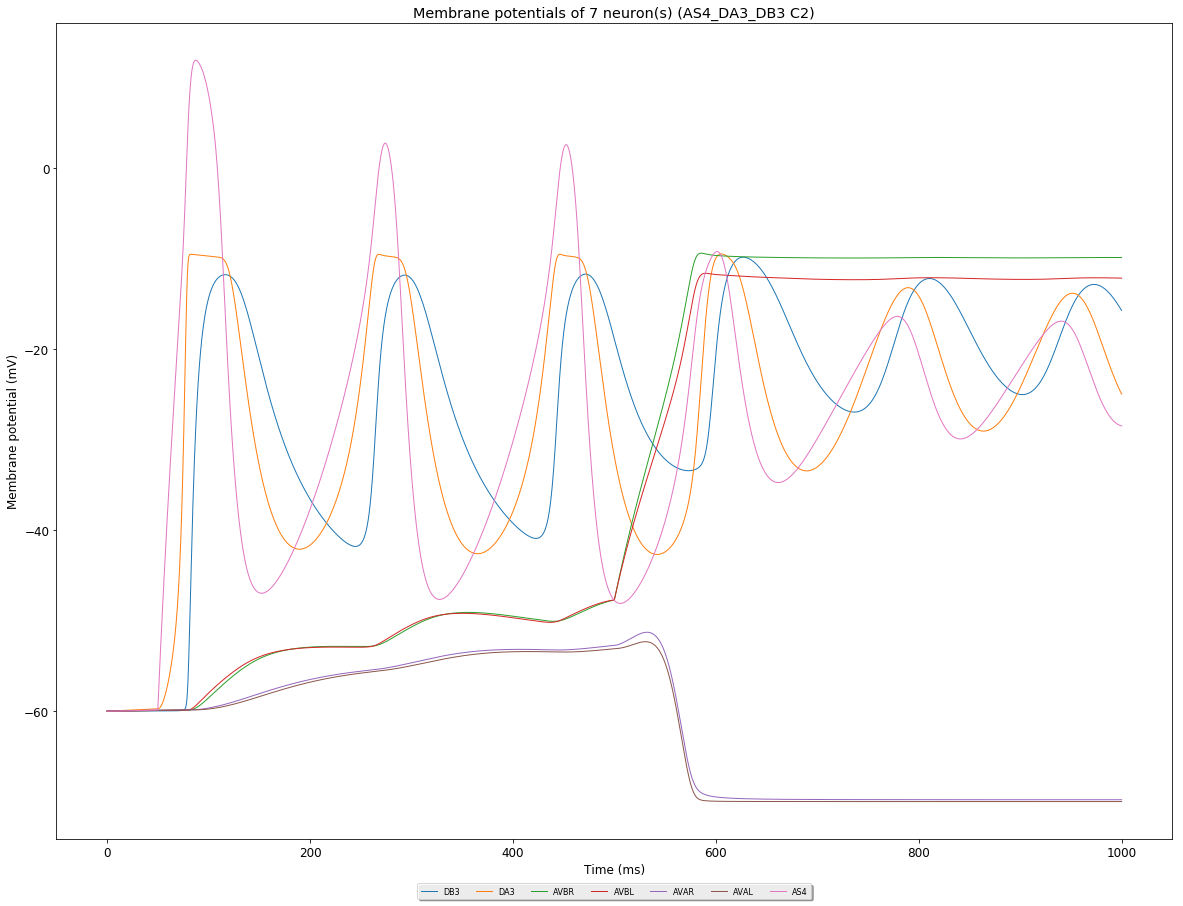 Membrane potentials of 7 neuron(s) (AS4_DA3_DB3 C2)
Membrane potential (mV)
0
−20
−40
−60
0 200 400 600 800 1000
Time (ms)
DB3 DA3 AVBR AVBL AVAR AVAL AS4